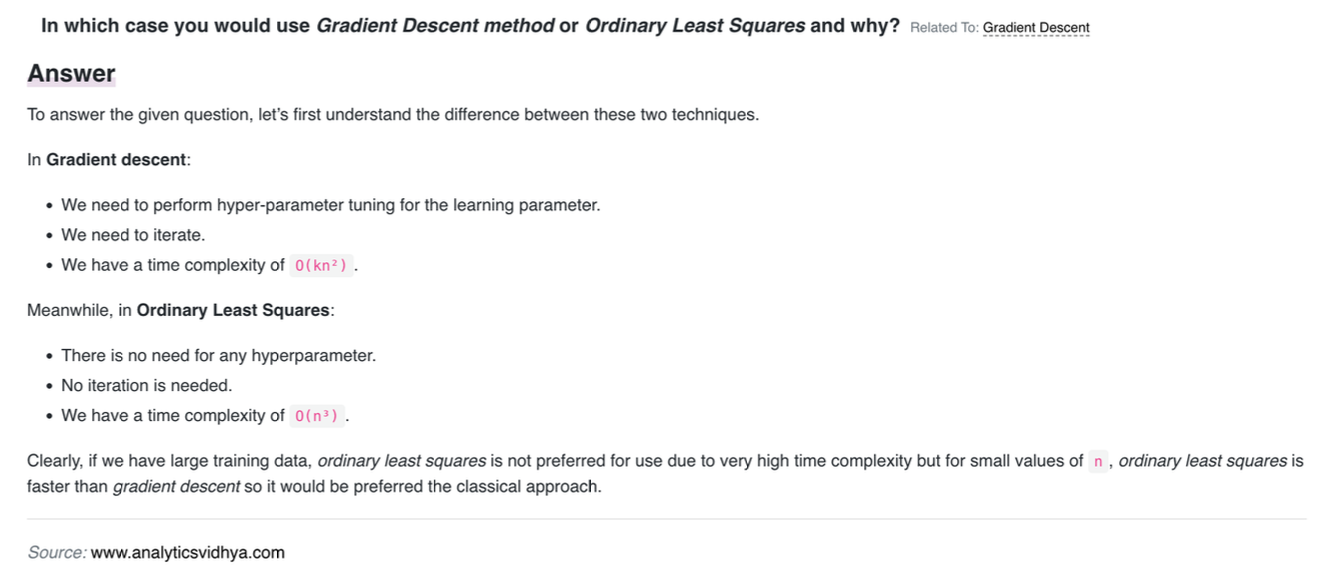 In which case you would use Gradient Descent method or Ordinary Least Squares and why? Related To: Gradient Descent
Answer
To answer the given question, let's first understand the difference between these two techniques.
In Gradient descent:
• We need to perform hyper-parameter tuning for the learning parameter.
• We need to iterate.
• We have a time complexity of O(kn²) .
Meanwhile, in Ordinary Least Squares:
• There is no need for any hyperparameter.
• No iteration is needed.
• We have a time complexity of O(n³) .
Clearly, if we have large training data, ordinary least squares is not preferred for use due to very high time complexity but for small values of n , ordinary least squares is
faster than gradient descent so it would be preferred the classical approach.
Source: www.analyticsvidhya.com